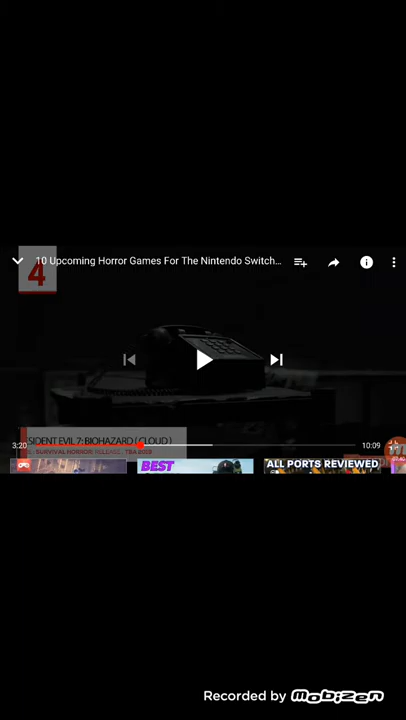 4
10 Upcoming Horror Games For The Nintendo Switch...
3:20
SIDENT EVIL 7: BIOHAZARD (CLOUD)
10:09
SURVIVAL HORROR RELEASE: TBA 2018
BEST
ALL PORTS REVIEWED
Recorded by Mobizen